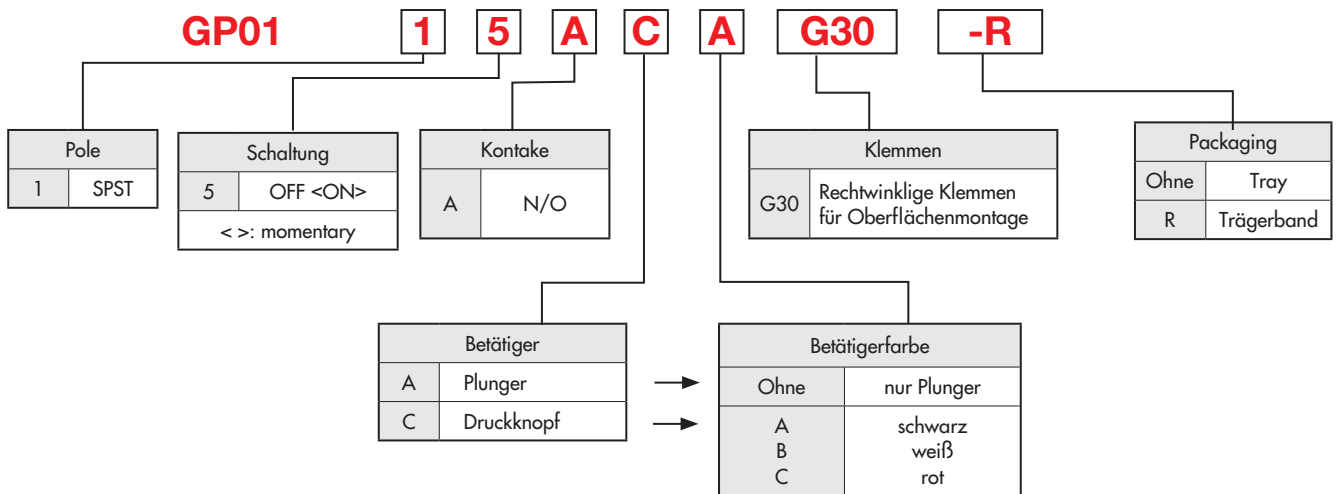 GP01 1 5 A C A G30 -R
Pole
1 SPST
Schaltung
5 OFF <ON>
< >: momentary
Kontake
A N/O
Klemmen
G30 Rechtwinklige Klemmen
für Oberflächenmontage
Packaging
Ohne Tray
R Trägerband
Betätiger
A Plunger
C Druckknopf
Betätigerfarbe
Ohne nur Plunger
A schwarz
B weiß
C rot